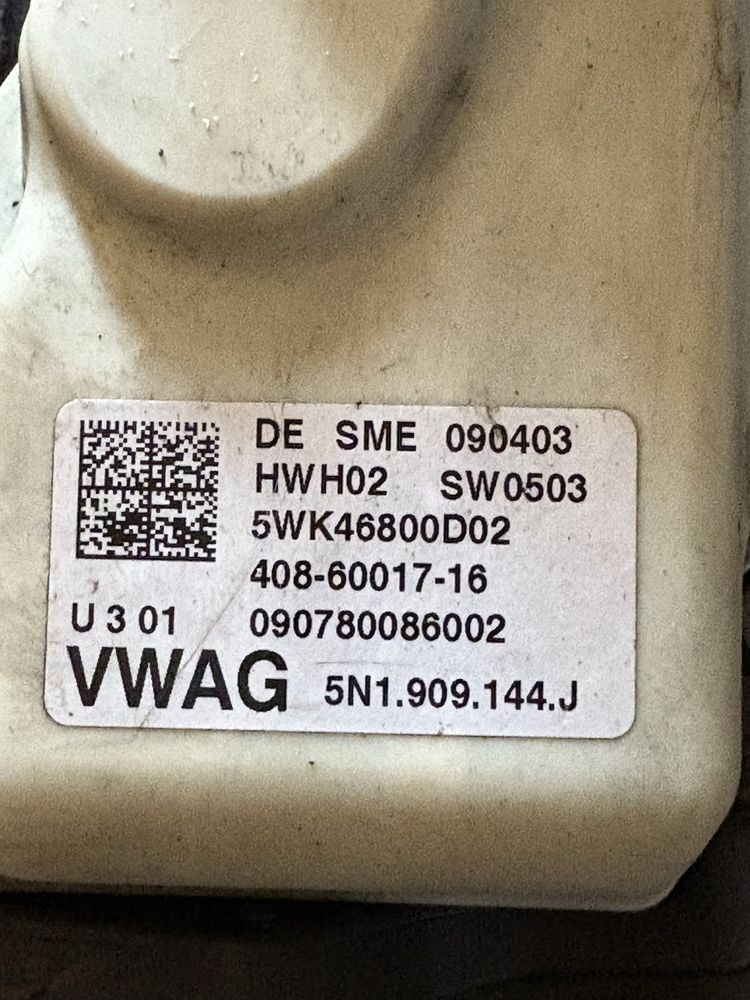 DE SME 090403
HWH02 SW0503
5WK46800D02
408-60017-16
U 3 01 090780086002
VWAG 5N1.909.144.J